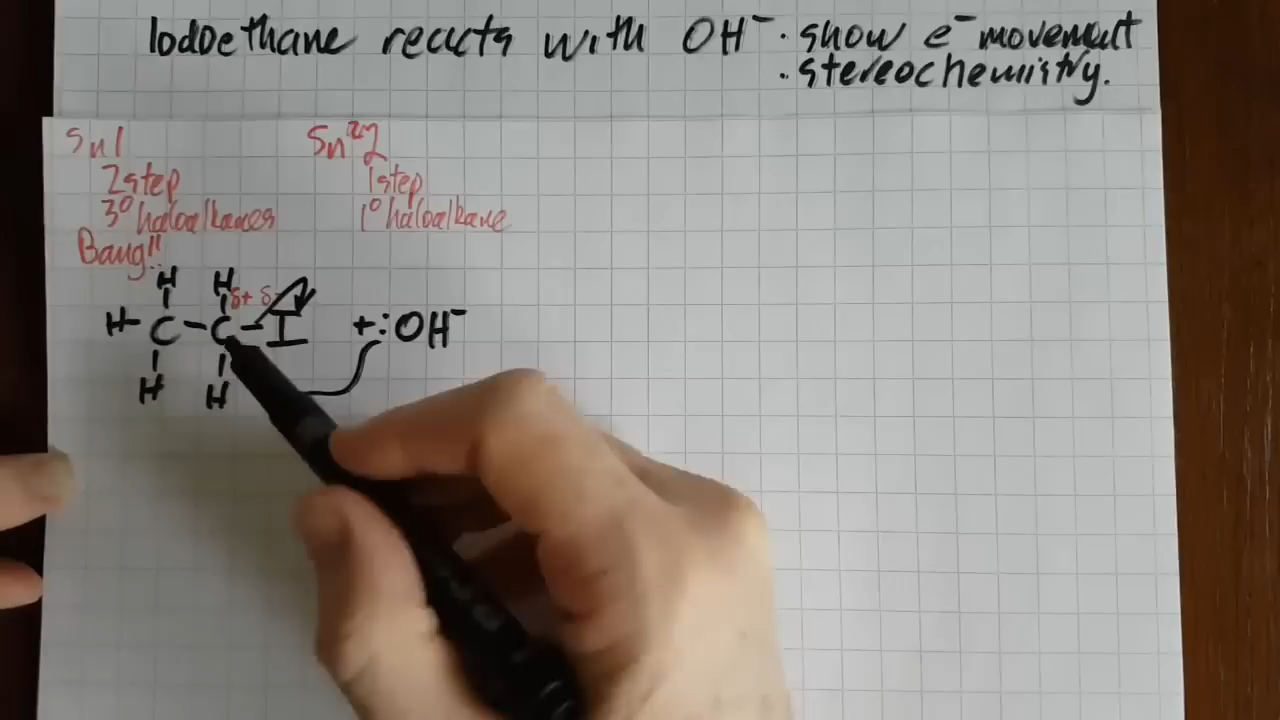 Iodoethane reacts with OH⁻ · show e⁻ movement
· stereochemistry.
Sn1
Sn2
2step
1step
3° haloalkanes
1° haloalkane
Bang!!
H H
δ+ δ-
H-C-C-I +:OH⁻
H H